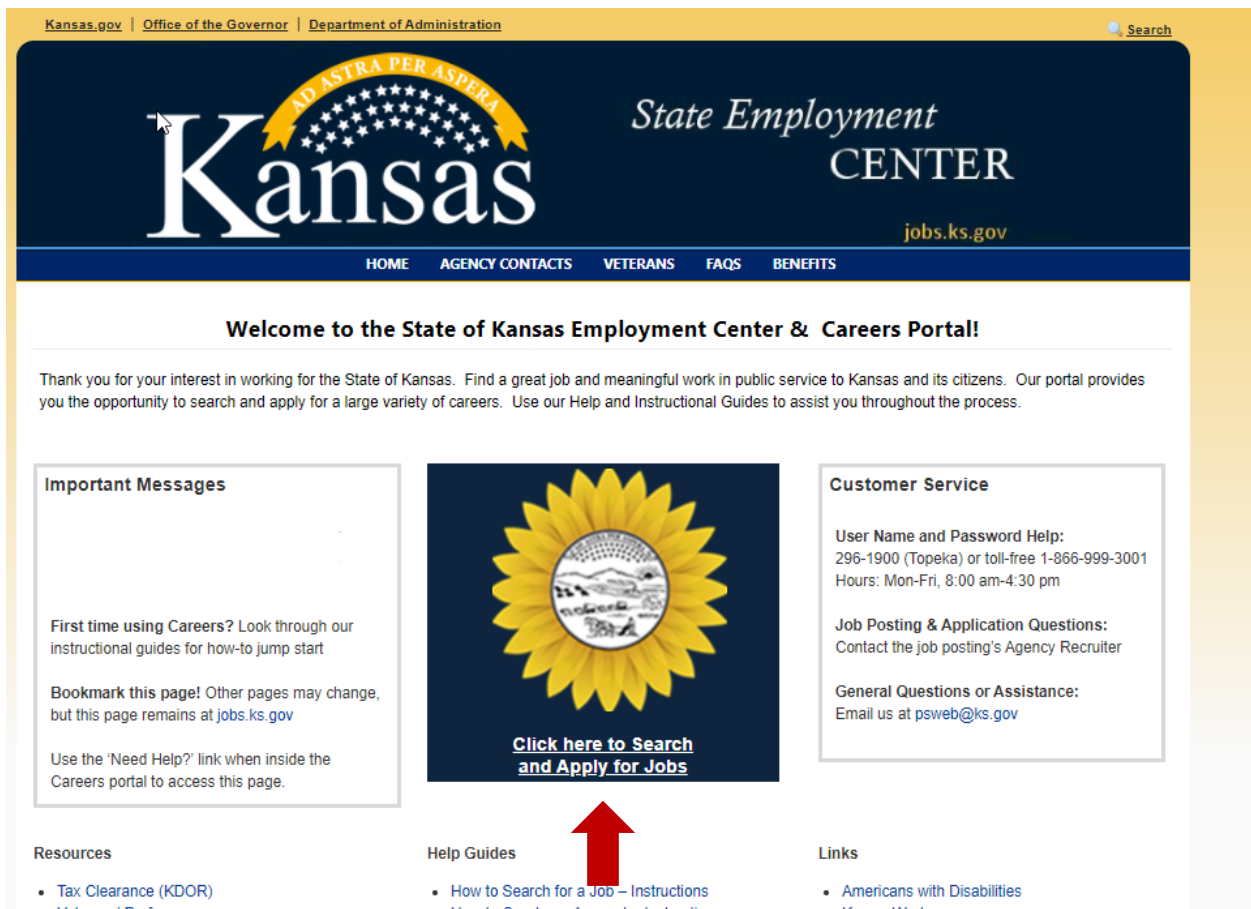 Kansas.gov | Office of the Governor | Department of Administration
Search
AD ASTRA PER ASPERA
Kansas
State Employment
CENTER
jobs.ks.gov
HOME AGENCY CONTACTS VETERANS FAQS BENEFITS
Welcome to the State of Kansas Employment Center & Careers Portal!
Thank you for your interest in working for the State of Kansas. Find a great job and meaningful work in public service to Kansas and its citizens. Our portal provides
you the opportunity to search and apply for a large variety of careers. Use our Help and Instructional Guides to assist you throughout the process.
Important Messages
First time using Careers? Look through our
instructional guides for how-to jump start
Bookmark this page! Other pages may change,
but this page remains at jobs.ks.gov
Use the ‘Need Help?’ link when inside the
Careers portal to access this page.
Click here to Search
and Apply for Jobs
Customer Service
User Name and Password Help:
296-1900 (Topeka) or toll-free 1-866-999-3001
Hours: Mon-Fri, 8:00 am-4:30 pm
Job Posting & Application Questions:
Contact the job posting's Agency Recruiter
General Questions or Assistance:
Email us at psweb@ks.gov
Resources
• Tax Clearance (KDOR)
Help Guides
• How to Search for a Job – Instructions
Links
• Americans with Disabilities